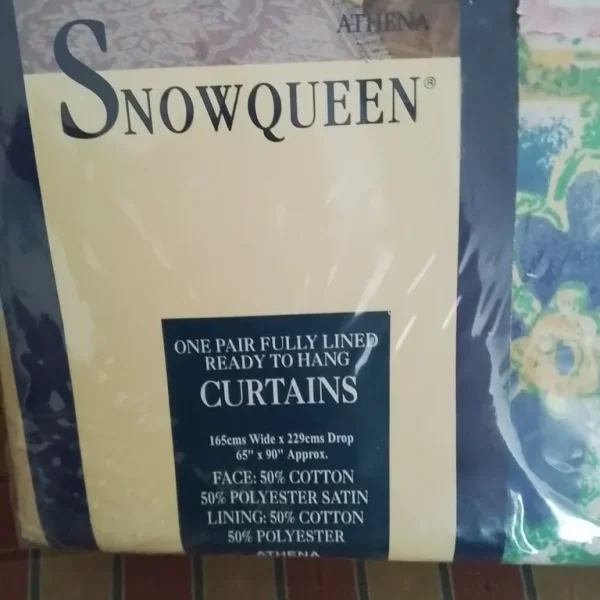 ATHENA
SNOWQUEEN®
ONE PAIR FULLY LINED
READY TO HANG
CURTAINS
165cms Wide x 229cms Drop
65" x 90" Approx.
FACE: 50% COTTON
50% POLYESTER SATIN
LINING: 50% COTTON
50% POLYESTER
ATHENA